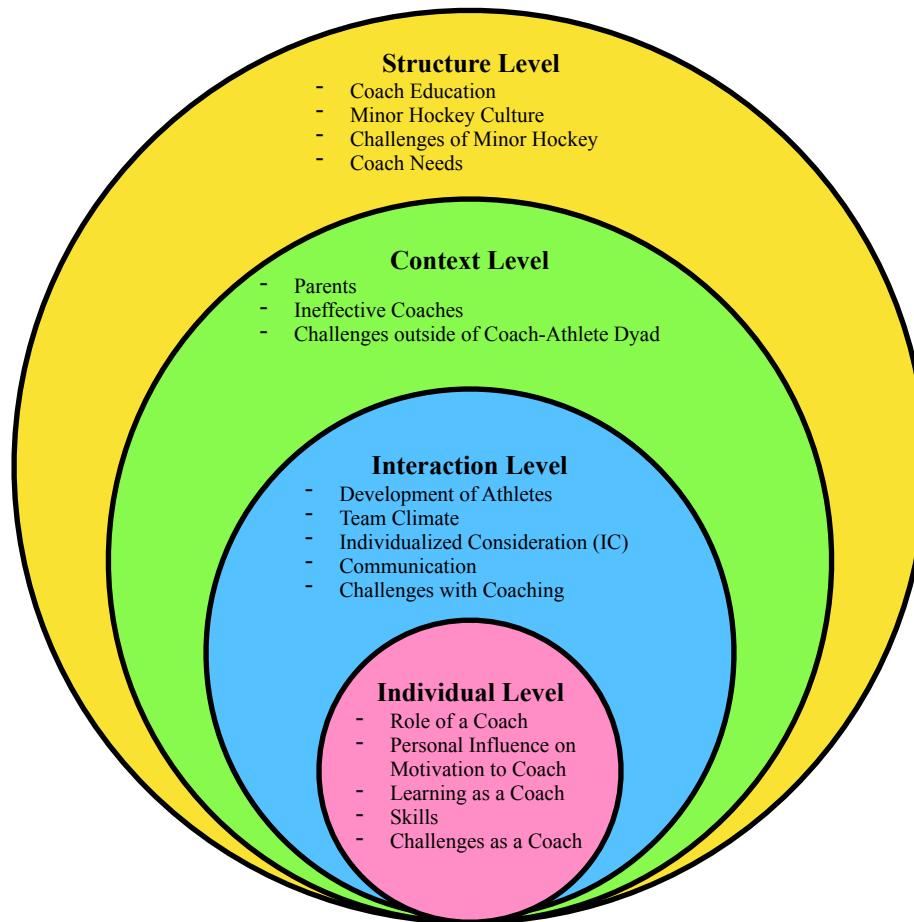 Structure Level
- Coach Education
- Minor Hockey Culture
- Challenges of Minor Hockey
- Coach Needs
Context Level
- Parents
- Ineffective Coaches
- Challenges outside of Coach-Athlete Dyad
Interaction Level
- Development of Athletes
- Team Climate
- Individualized Consideration (IC)
- Communication
- Challenges with Coaching
Individual Level
- Role of a Coach
- Personal Influence on
Motivation to Coach
- Learning as a Coach
- Skills
- Challenges as a Coach